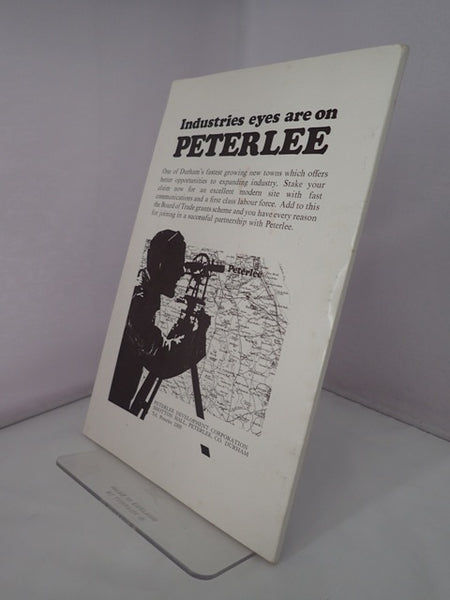 Industries eyes are on
PETERLEE
One of Durham's fastest growing new towns which offers
better opportunities to expanding industry. Stake your
claim now for an excellent modern site with fast
communications and a first class labour force. Add to this
the Board of Trade grants scheme and you have every reason
for joining in a successful partnership with Peterlee.
Peterlee
PETERLEE DEVELOPMENT CORPORATION
SHOTTON HALL, PETERLEE, CO. DURHAM